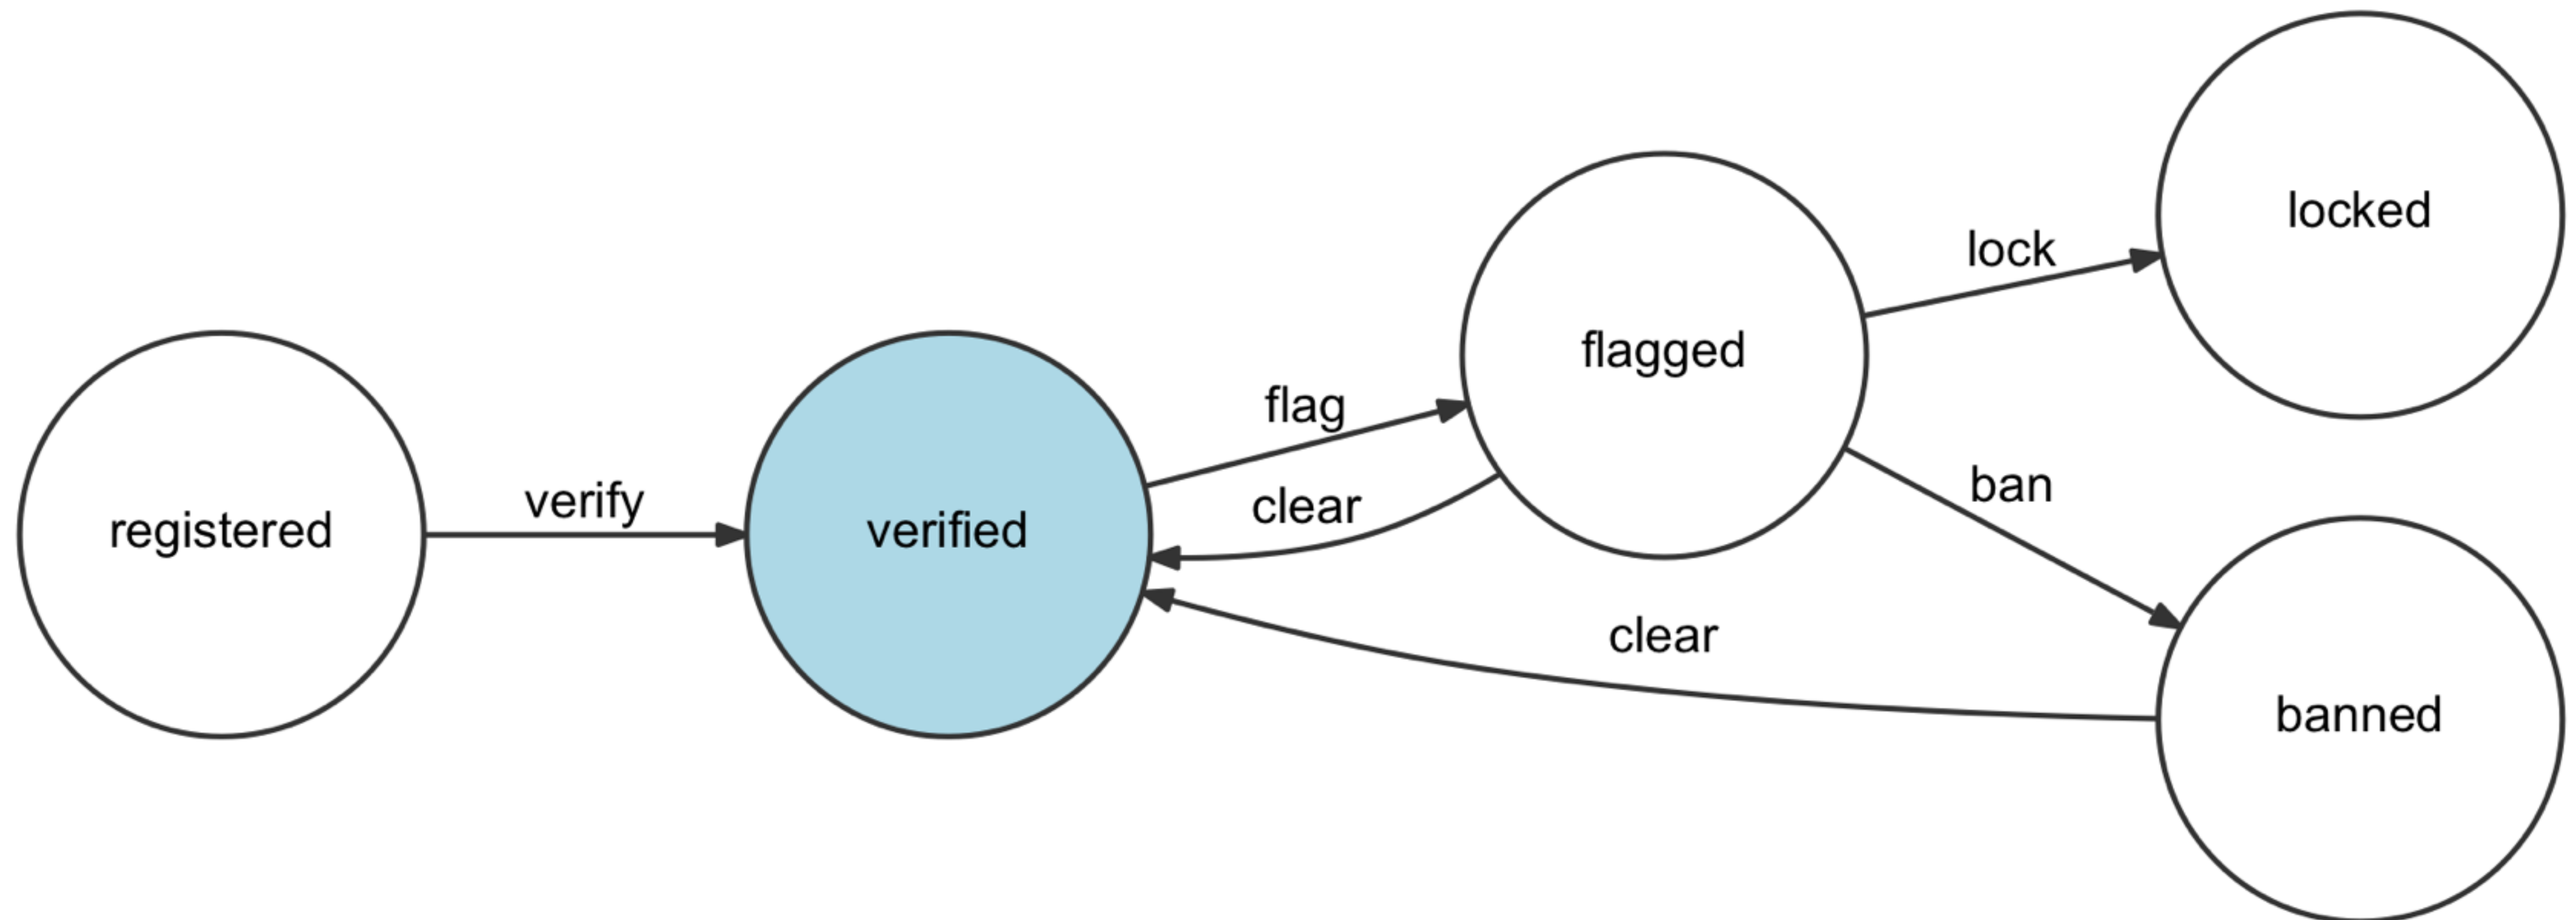 locked
lock
flagged
flag
ban
verify
clear
registered
verified
clear
banned